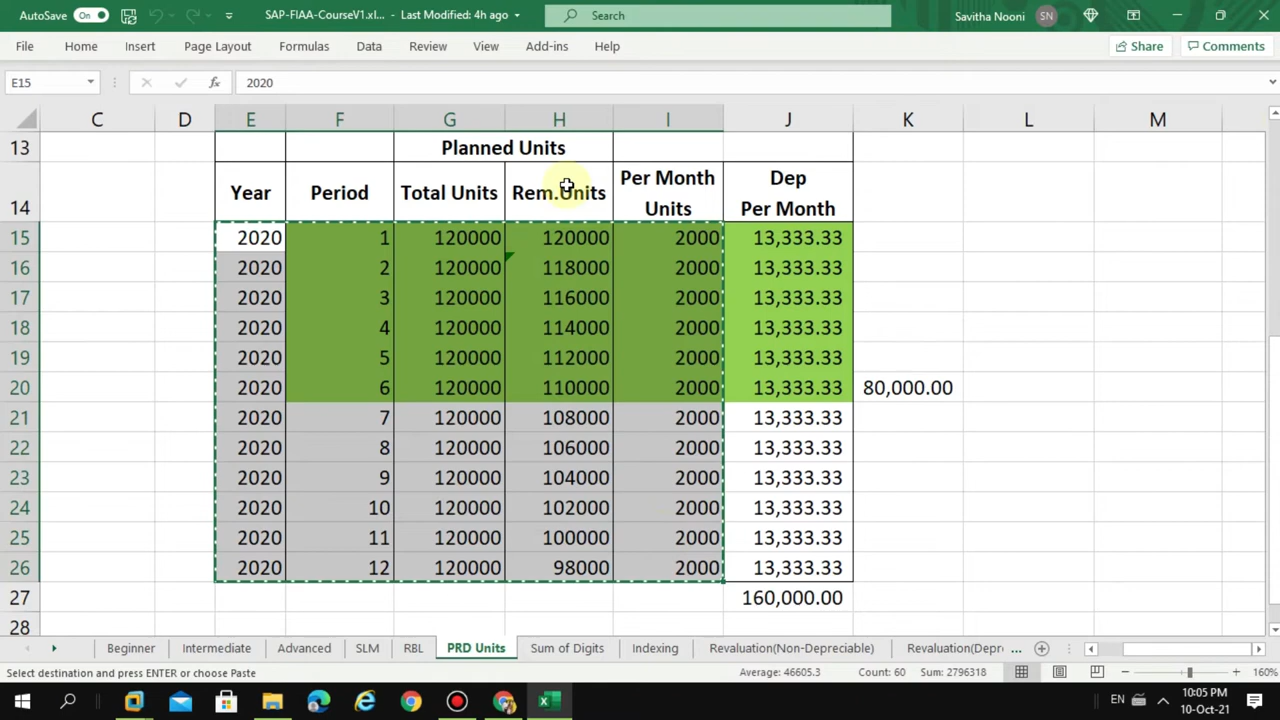 AutoSave On SAP-FIAA-CourseV1.xl... Last Modified: 4h ago Search Savitha Nooni SN
File Home Insert Page Layout Formulas Data Review View Add-ins Help Share Comments
E15 fx 2020
C D E F G H I J K L M
13 Planned Units
14 Year Period Total Units Rem.Units Per Month Units Dep Per Month
15 2020 1 120000 120000 2000 13,333.33
16 2020 2 120000 118000 2000 13,333.33
17 2020 3 120000 116000 2000 13,333.33
18 2020 4 120000 114000 2000 13,333.33
19 2020 5 120000 112000 2000 13,333.33
20 2020 6 120000 110000 2000 13,333.33 80,000.00
21 2020 7 120000 108000 2000 13,333.33
22 2020 8 120000 106000 2000 13,333.33
23 2020 9 120000 104000 2000 13,333.33
24 2020 10 120000 102000 2000 13,333.33
25 2020 11 120000 100000 2000 13,333.33
26 2020 12 120000 98000 2000 13,333.33
27 160,000.00
28
Beginner Intermediate Advanced SLM RBL PRD Units Sum of Digits Indexing Revaluation(Non-Depreciable) Revaluation(Depre ...
Select destination and press ENTER or choose Paste Average: 46605.3 Count: 60 Sum: 2796318 160%
EN 10:05 PM
10-Oct-21